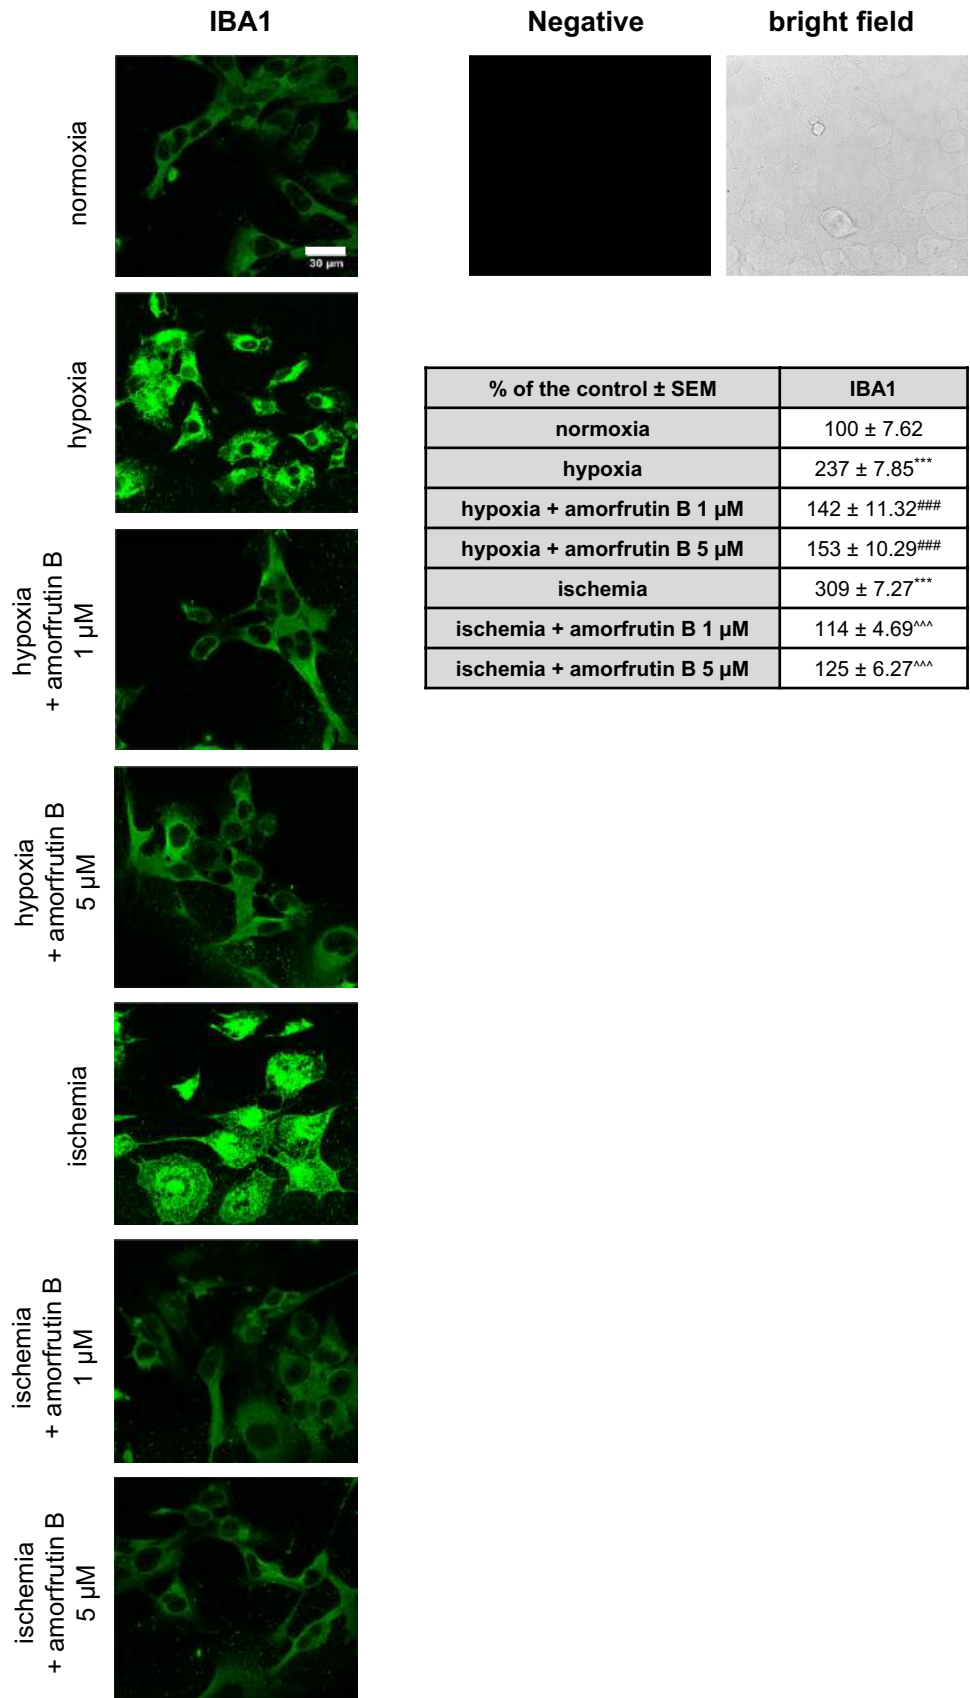 IBA1
Negative
bright field
normoxia
30 µm
hypoxia
hypoxia
+ amorfrutin B
1 µM
hypoxia
+ amorfrutin B
5 µM
ischemia
ischemia
+ amorfrutin B
1 µM
ischemia
+ amorfrutin B
5 µM
% of the control ± SEM IBA1
normoxia 100 ± 7.62
hypoxia 237 ± 7.85***
hypoxia + amorfrutin B 1 µM 142 ± 11.32###
hypoxia + amorfrutin B 5 µM 153 ± 10.29###
ischemia 309 ± 7.27***
ischemia + amorfrutin B 1 µM 114 ± 4.69^^^
ischemia + amorfrutin B 5 µM 125 ± 6.27^^^